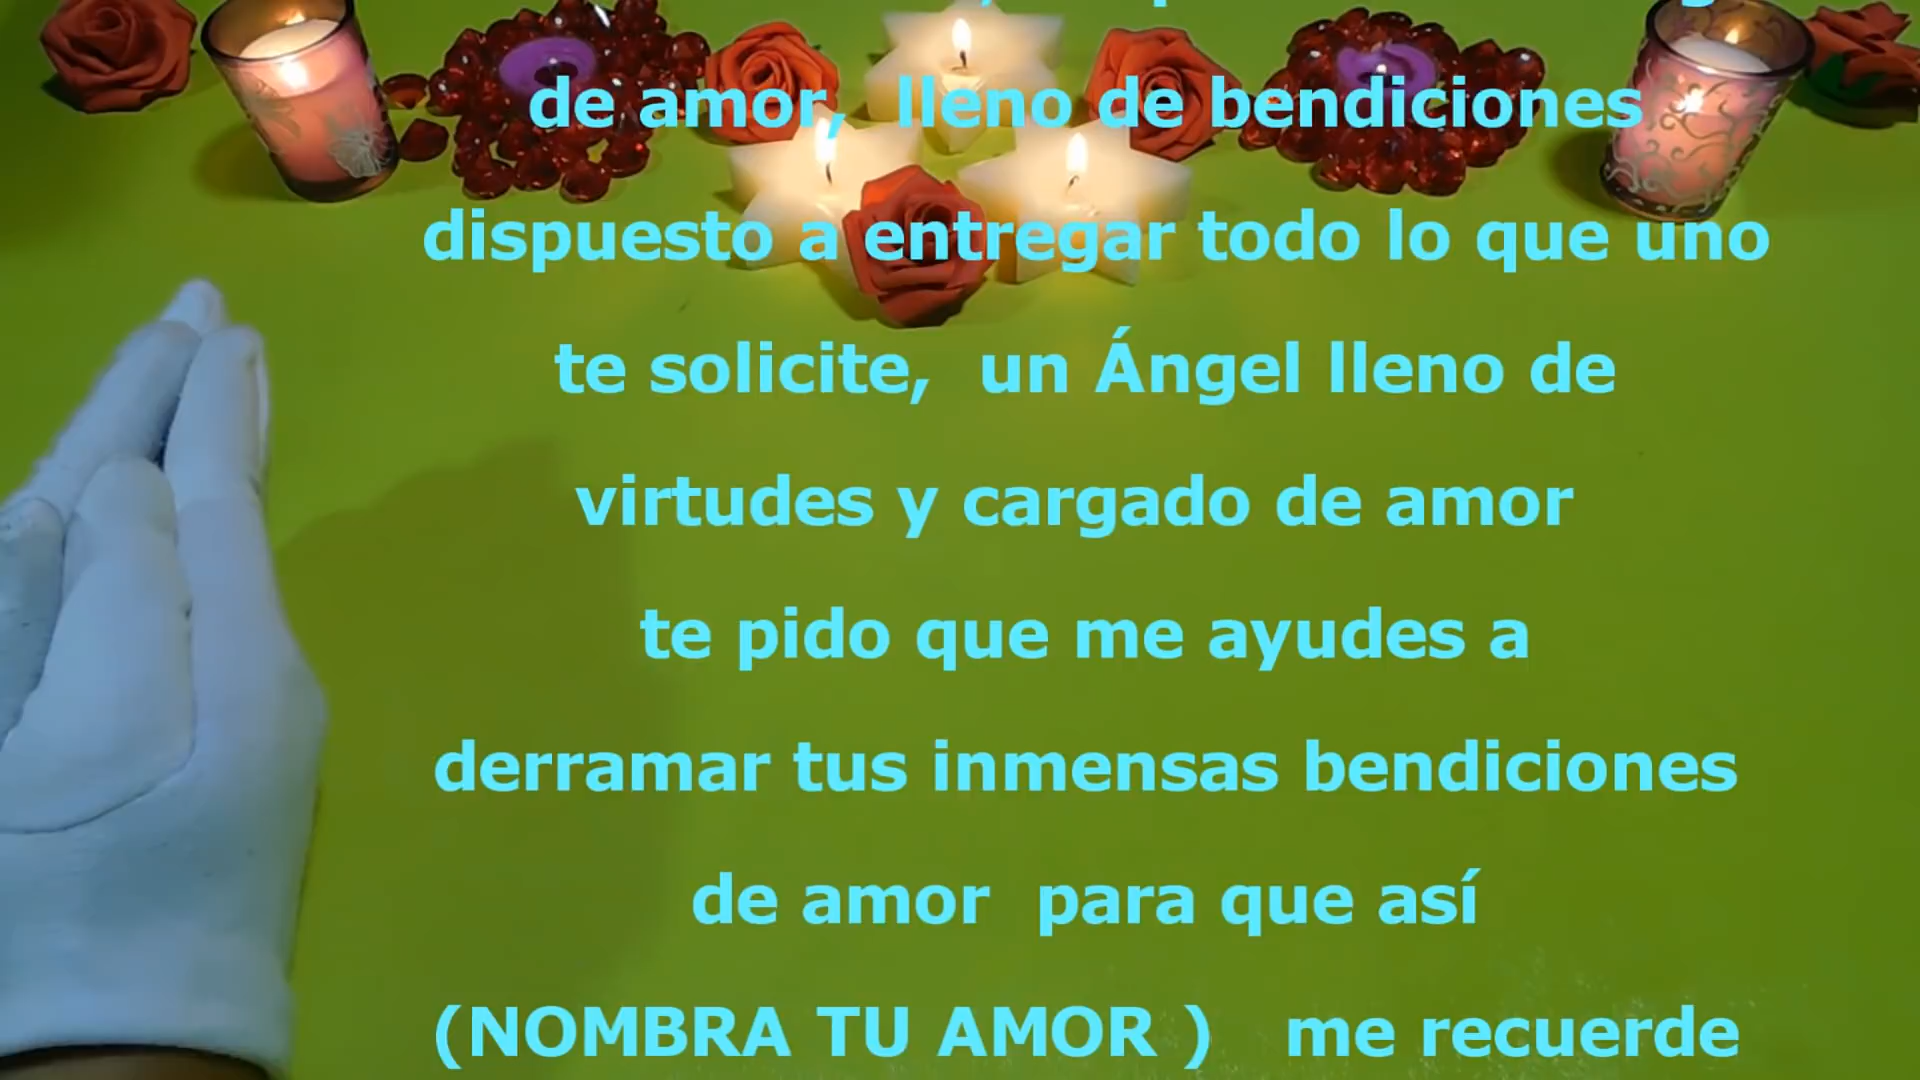 de amor, lleno de bendiciones
dispuesto a entregar todo lo que uno
te solicite, un Ángel lleno de
virtudes y cargado de amor
te pido que me ayudes a
derramar tus inmensas bendiciones
de amor para que así
(NOMBRA TU AMOR ) me recuerde